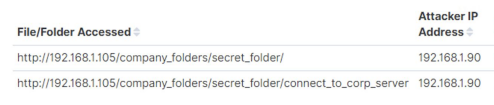 File/Folder Accessed
Attacker IP
Address
http://192.168.1.105/company_folders/secret_folder/ 192.168.1.90
http://192.168.1.105/company_folders/secret_folder/connect_to_corp_server 192.168.1.90